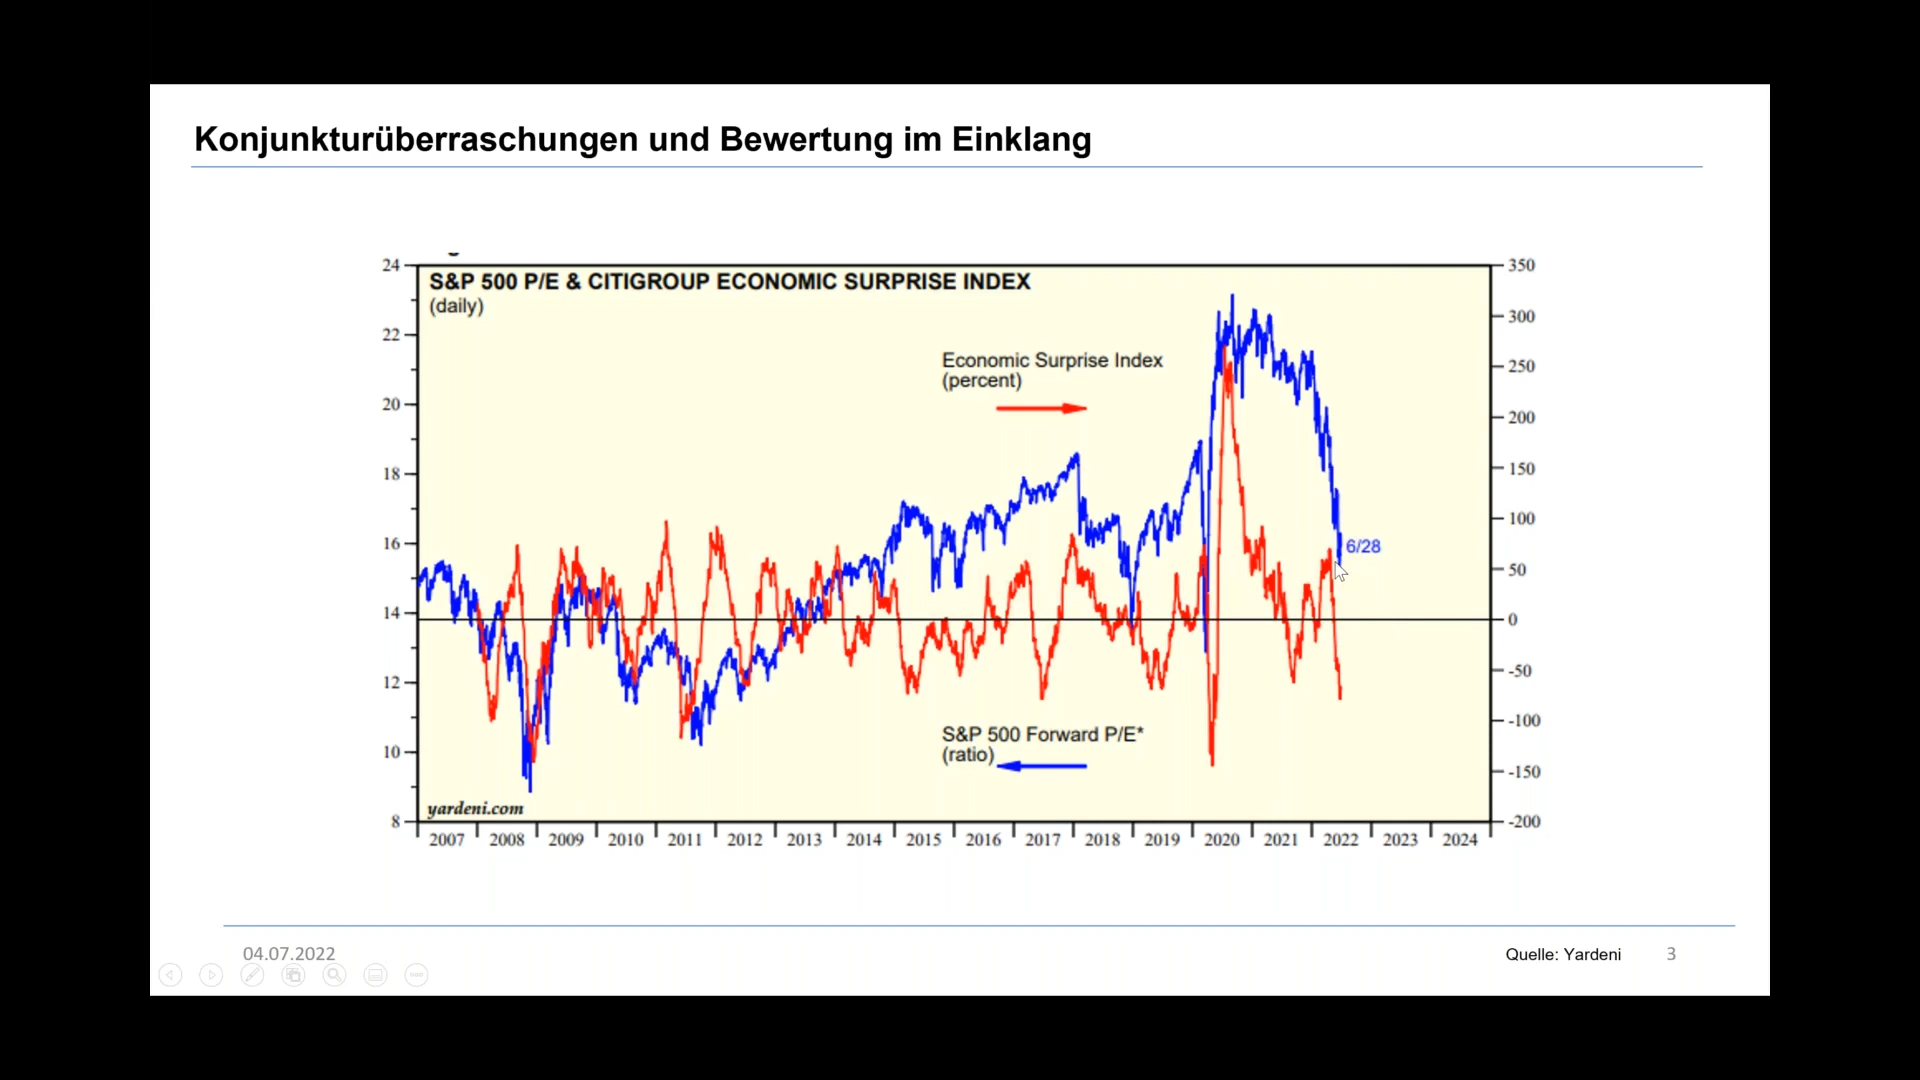 Konjunkturüberraschungen und Bewertung im Einklang
24
350
S&P 500 P/E & CITIGROUP ECONOMIC SURPRISE INDEX
(daily)
300
22
Economic Surprise Index
(percent)
250
20
200
18
150
16
100
6/28
50
14
0
12
-50
-100
S&P 500 Forward P/E*
(ratio)
10
-150
yardeni.com
8
-200
2007 2008 2009 2010 2011 2012 2013 2014 2015 2016 2017 2018 2019 2020 2021 2022 2023 2024
04.07.2022
Quelle: Yardeni
3